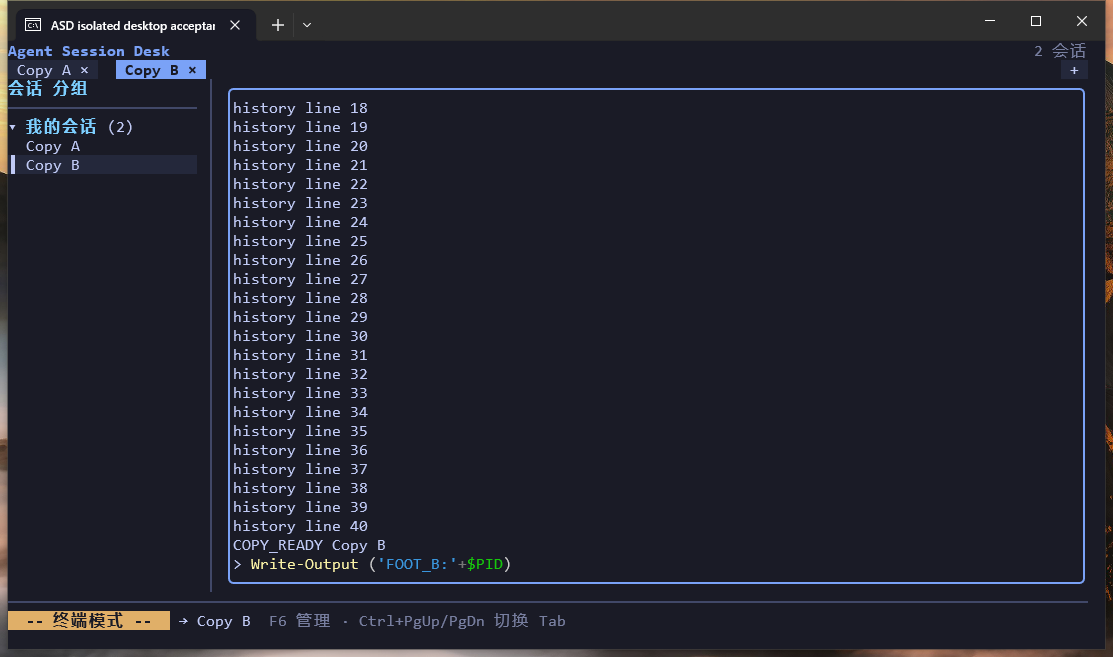 ASD isolated desktop acceptar
Agent Session Desk
2 会话
Copy A ×
Copy B ×
+
会话 分组
▾ 我的会话 (2)
Copy A
Copy B
history line 18
history line 19
history line 20
history line 21
history line 22
history line 23
history line 24
history line 25
history line 26
history line 27
history line 28
history line 29
history line 30
history line 31
history line 32
history line 33
history line 34
history line 35
history line 36
history line 37
history line 38
history line 39
history line 40
COPY_READY Copy B
> Write-Output ('FOOT_B:'+$PID)
-- 终端模式 -- → Copy B F6 管理 · Ctrl+PgUp/PgDn 切换 Tab